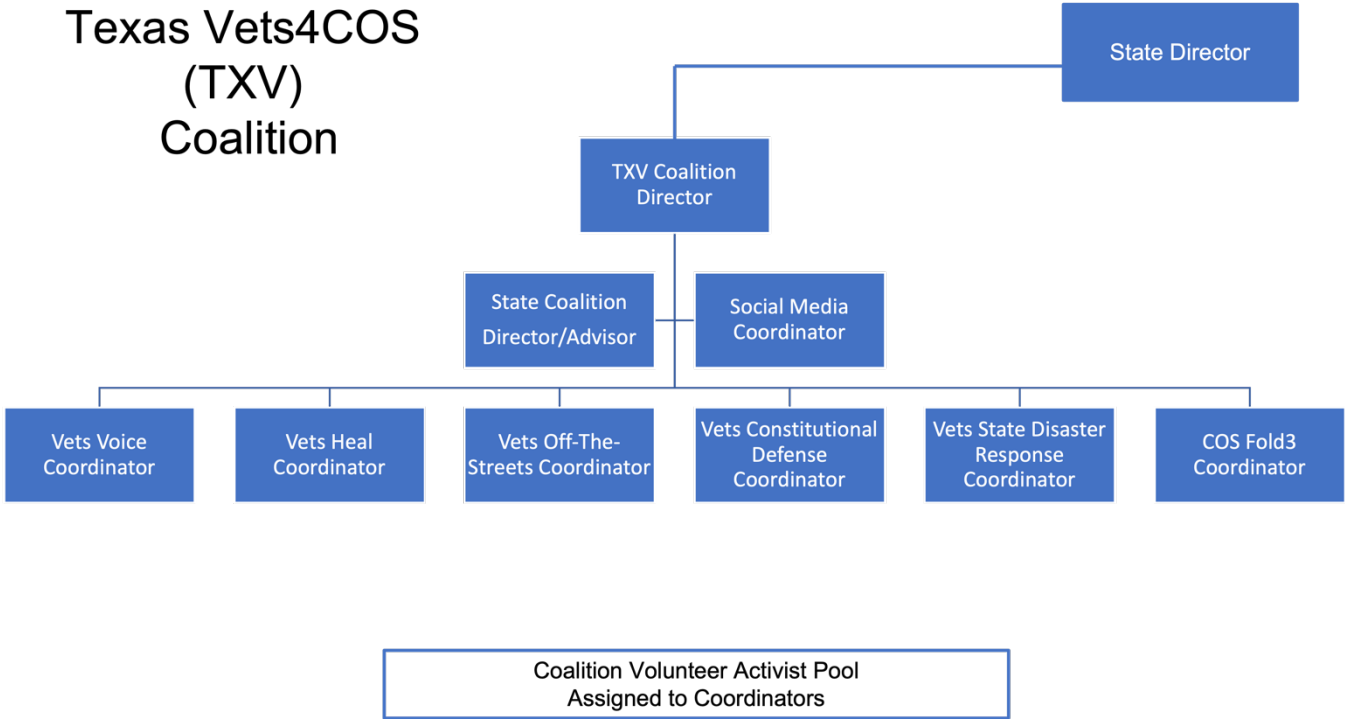 Texas Vets4COS
(TXV)
Coalition
State Director
TXV Coalition
Director
State Coalition
Director/Advisor
Social Media
Coordinator
Vets Voice
Coordinator
Vets Heal
Coordinator
Vets Off-The-
Streets Coordinator
Vets Constitutional
Defense
Coordinator
Vets State Disaster
Response
Coordinator
COS Fold3
Coordinator
Coalition Volunteer Activist Pool
Assigned to Coordinators